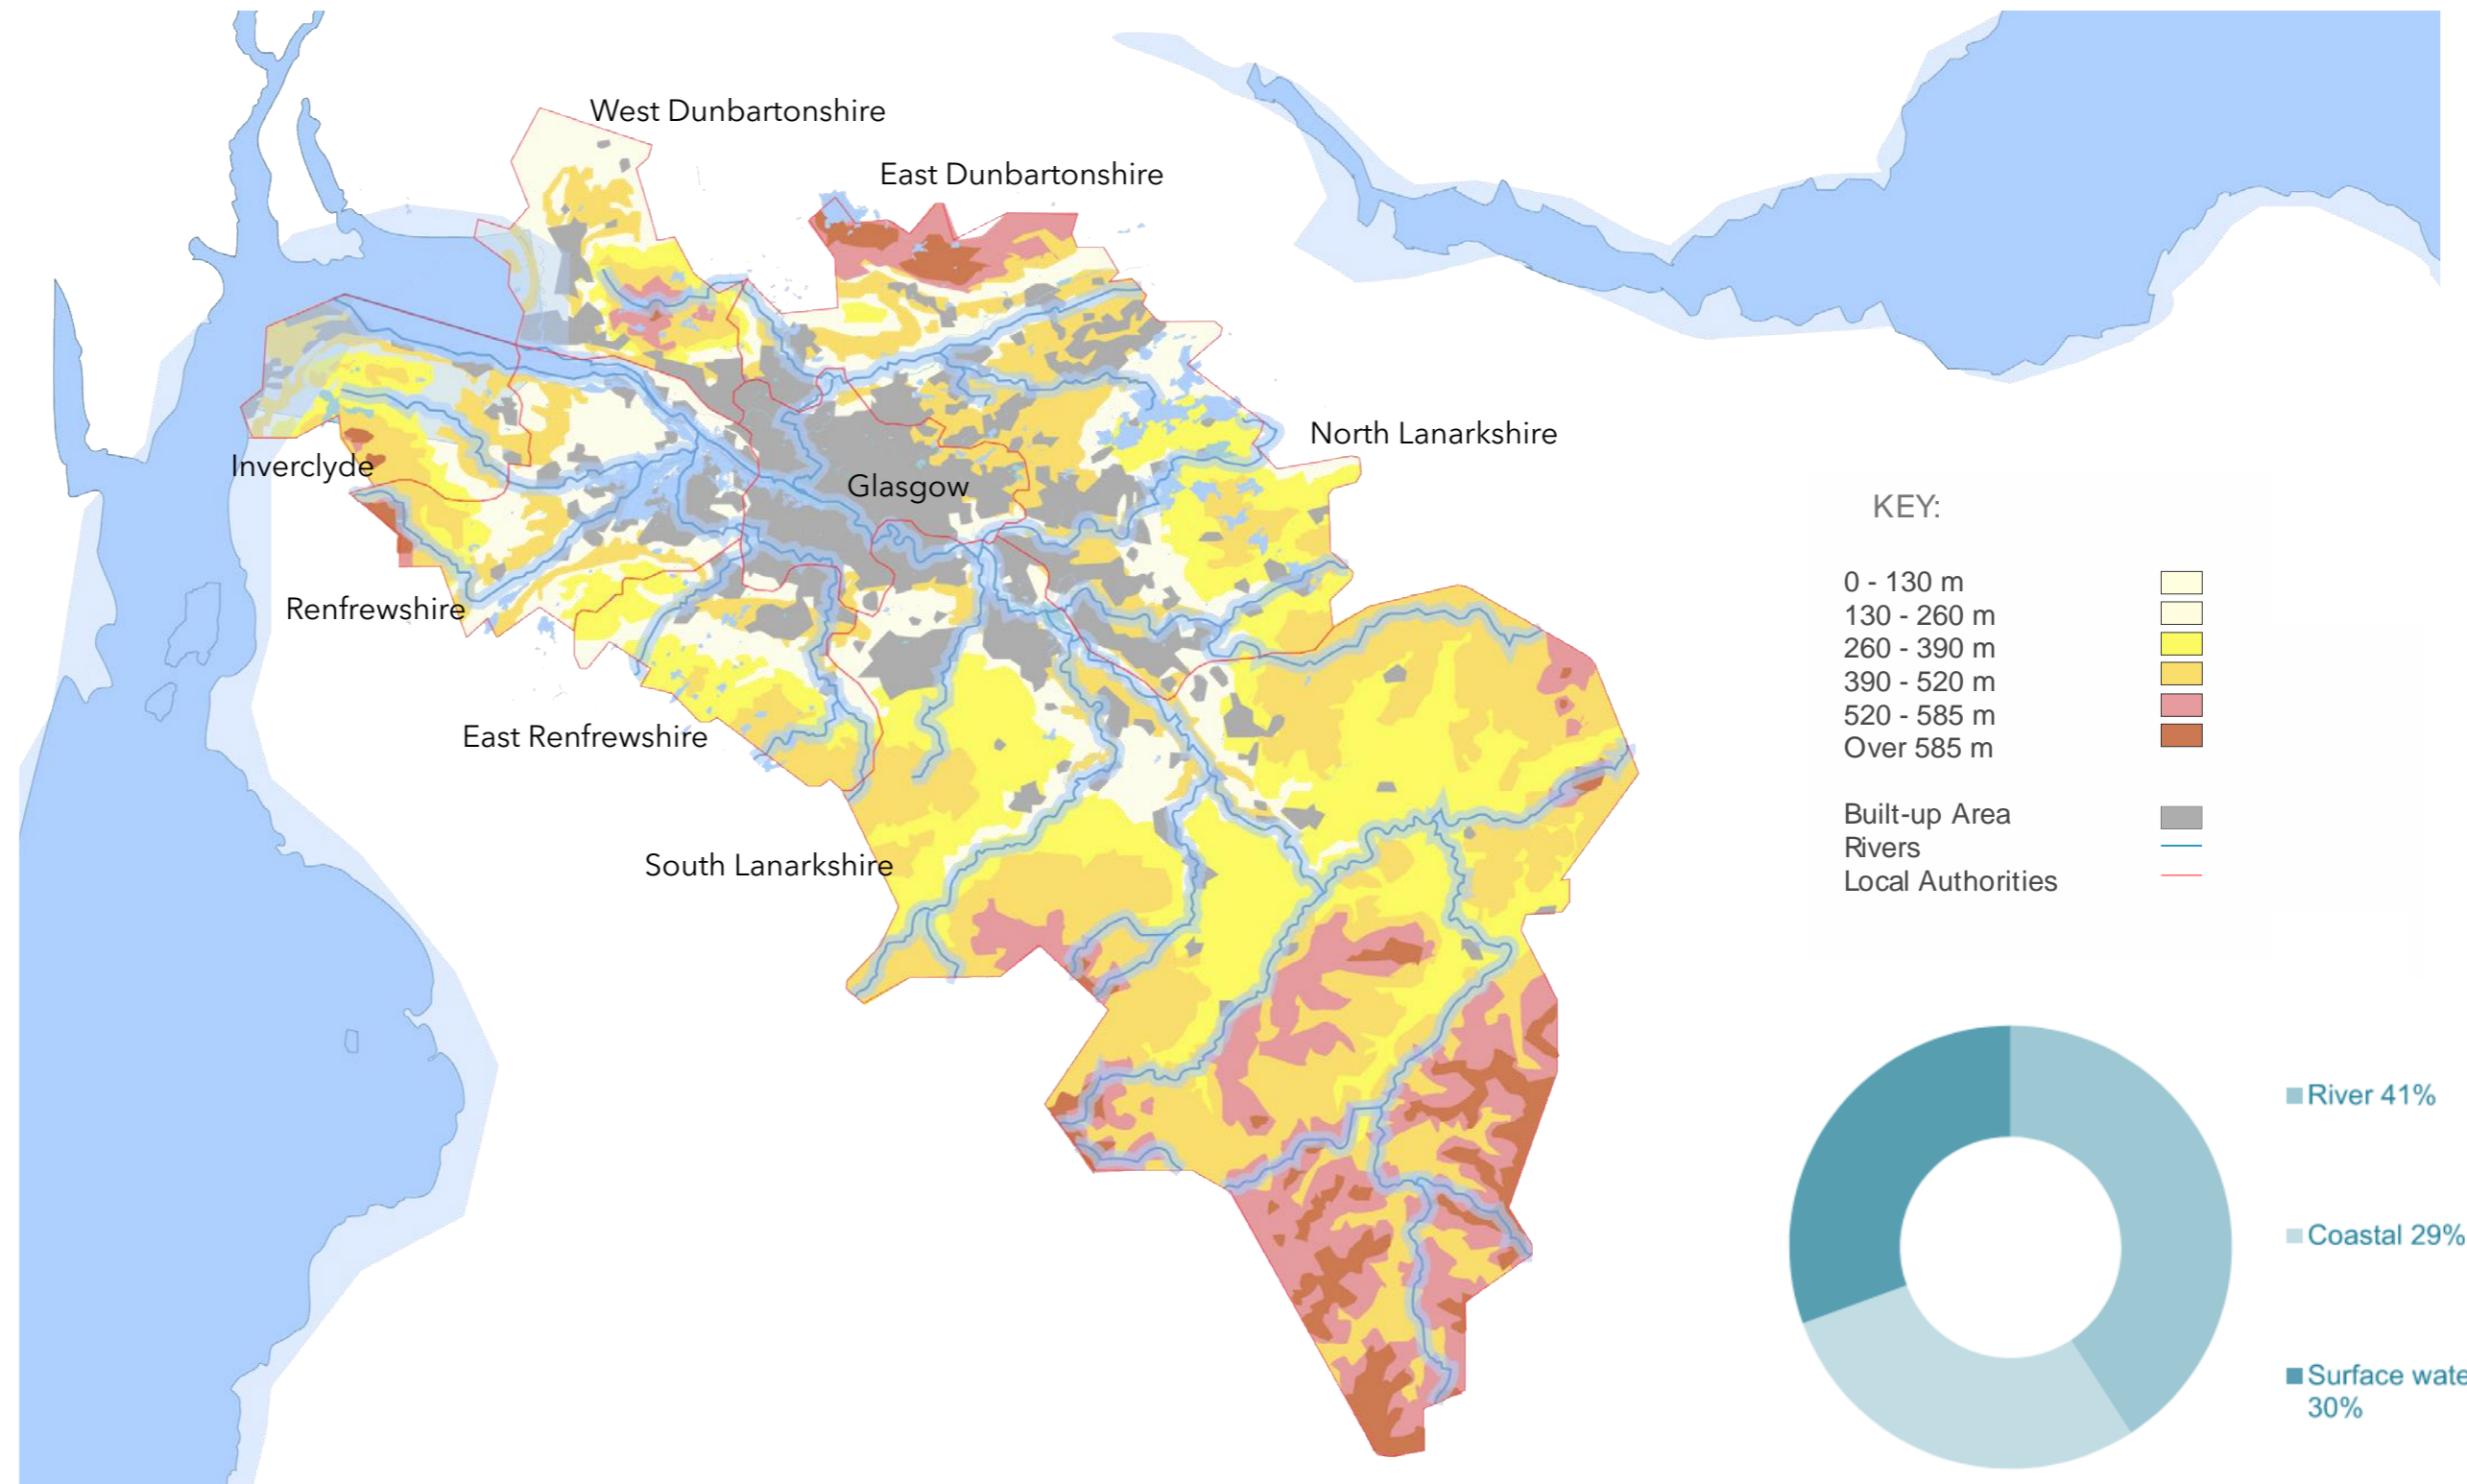 West Dunbartonshire
East Dunbartonshire
North Lanarkshire
Inverclyde
Glasgow
Renfrewshire
East Renfrewshire
South Lanarkshire
KEY:
0 - 130 m
130 - 260 m
260 - 390 m
390 - 520 m
520 - 585 m
Over 585 m
Built-up Area
Rivers
Local Authorities
River 41%
Coastal 29%
Surface wate
30%